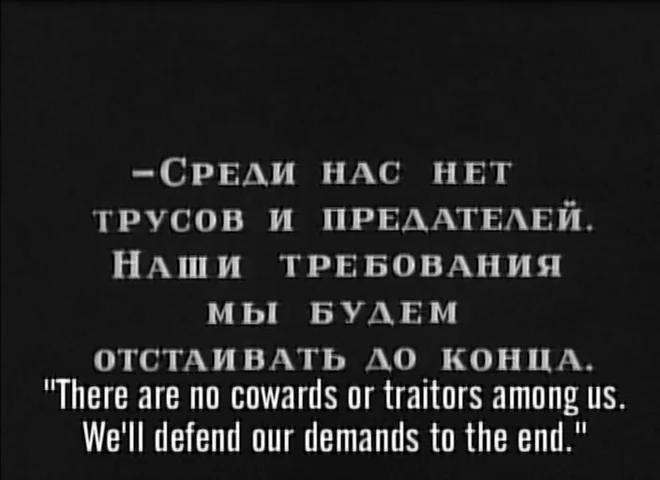 –Среди нас нет
трусов и предателей.
Наши требования
мы будем
отстаивать до конца.
"There are no cowards or traitors among us.
We'll defend our demands to the end."